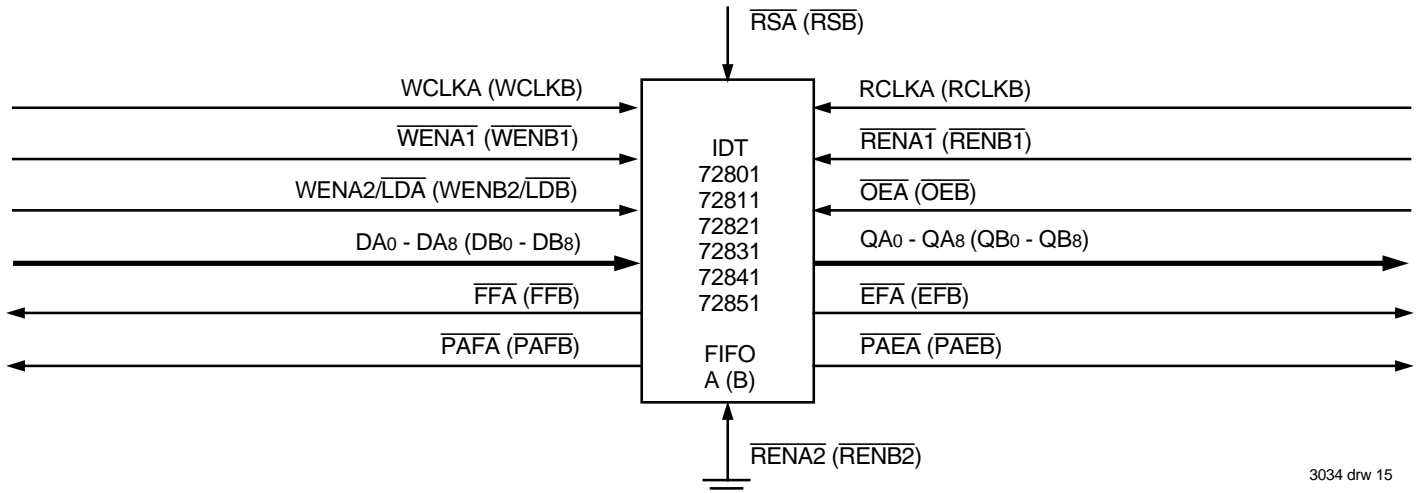 RSA (RSB)
WCLKA (WCLKB)
RCLKA (RCLKB)
WENA1 (WENB1)
RENA1 (RENB1)
WENA2/LDA (WENB2/LDB)
OEA (OEB)
DA0 - DA8 (DB0 - DB8)
QA0 - QA8 (QB0 - QB8)
FFA (FFB)
EFA (EFB)
PAFA (PAFB)
PAEA (PAEB)
IDT
72801
72811
72821
72831
72841
72851
FIFO
A (B)
RENA2 (RENB2)
3034 drw 15